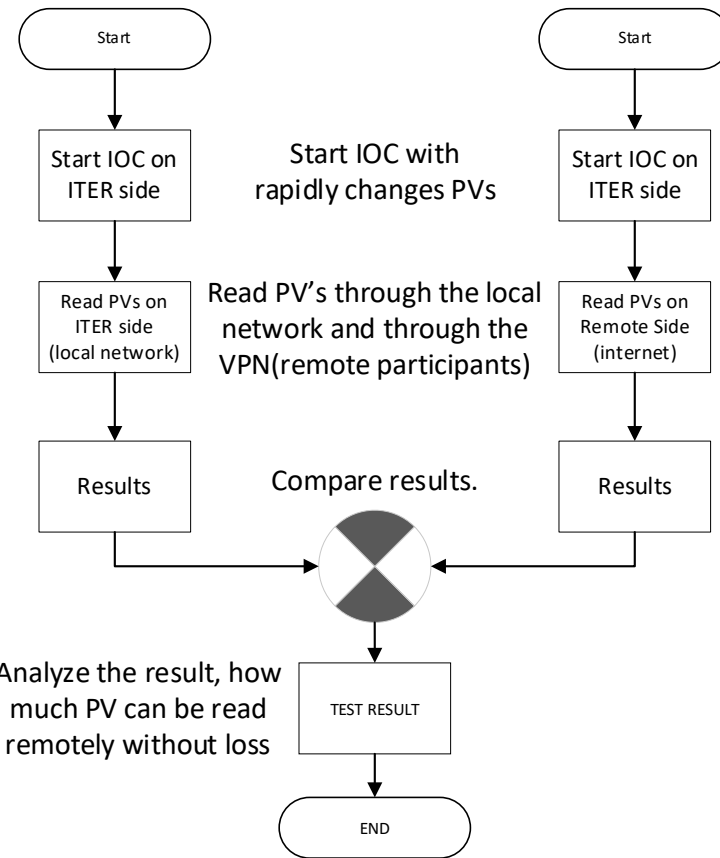 Start
Start
Start IOC on
ITER side
Start IOC with
rapidly changes PVs
Start IOC on
ITER side
Read PVs on
ITER side
(local network)
Read PV's through the local
network and through the
VPN(remote participants)
Read PVs on
Remote Side
(internet)
Results
Compare results.
Results
Analyze the result, how
much PV can be read
remotely without loss
TEST RESULT
END